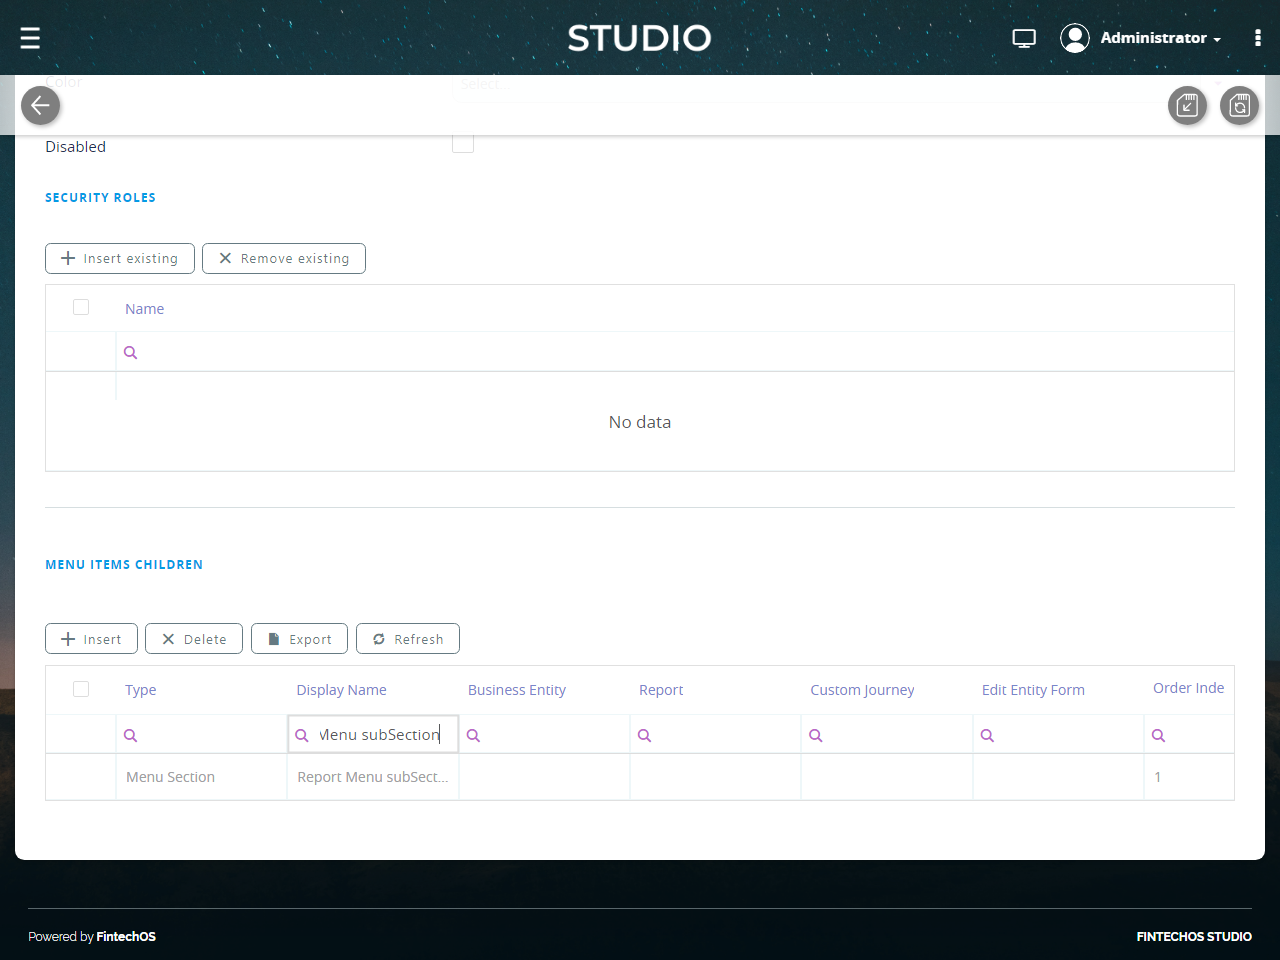 STUDIO
Administrator
Color
Select...
Disabled
SECURITY ROLES
Insert existing
Remove existing
Name
No data
MENU ITEMS CHILDREN
Insert
Delete
Export
Refresh
Type Display Name Business Entity Report Custom Journey Edit Entity Form Order Inde
Menu subSection
Menu Section Report Menu subSect... 1
Powered by FintechOS
FINTECHOS STUDIO